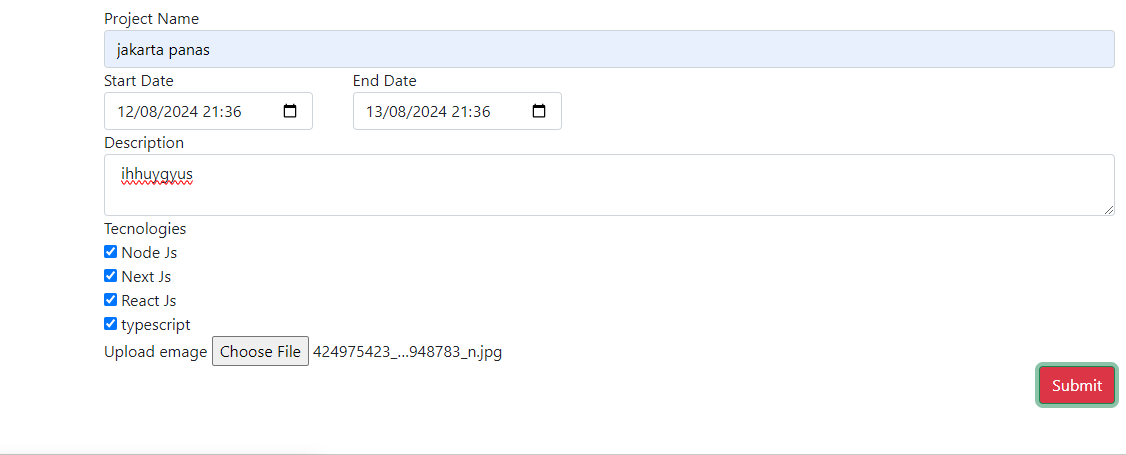 Project Name
jakarta panas
Start Date End Date
12/08/2024 21:36 13/08/2024 21:36
Description
ihhuygyus
Tecnologies
Node Js
Next Js
React Js
typescript
Upload emage Choose File 424975423_...948783_n.jpg
Submit